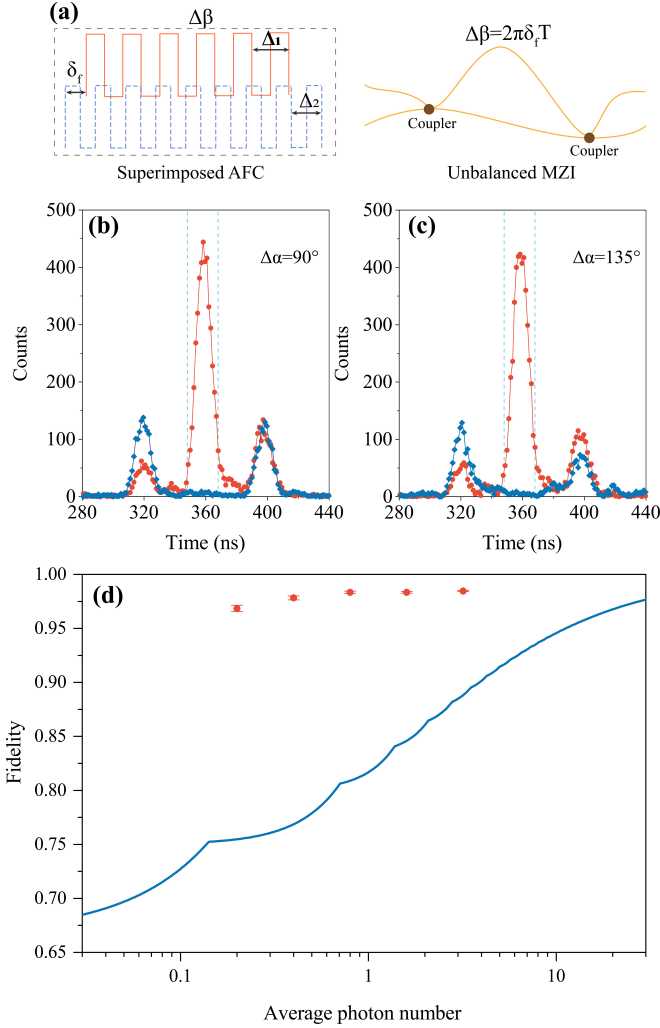 (a)
Δβ
Δ1
δf
Δ2
Superimposed AFC
Δβ=2πδfT
Coupler
Coupler
Unbalanced MZI
(b)
Δα=90°
Counts
500
400
300
200
100
0
280 320 360 400 440
Time (ns)
(c)
Δα=135°
Counts
500
400
300
200
100
0
280 320 360 400 440
Time (ns)
(d)
Fidelity
1.00
0.95
0.90
0.85
0.80
0.75
0.70
0.65
0.1 1 10
Average photon number